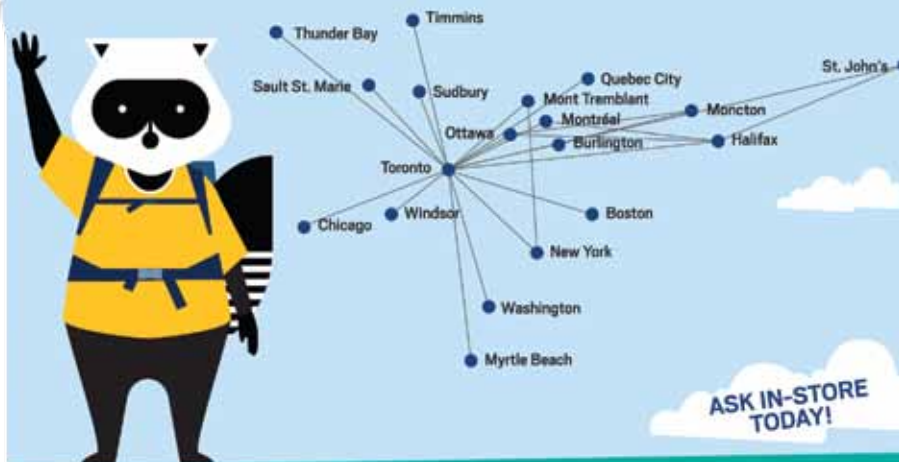 Timmins
Thunder Bay
Quebec City
St. John's
Sault St. Marie
Sudbury
Mont Tremblant
Moncton
Montréal
Ottawa
Burlington
Halifax
Toronto
Windsor
Boston
Chicago
New York
Washington
Myrtle Beach
ASK IN-STORE
TODAY!